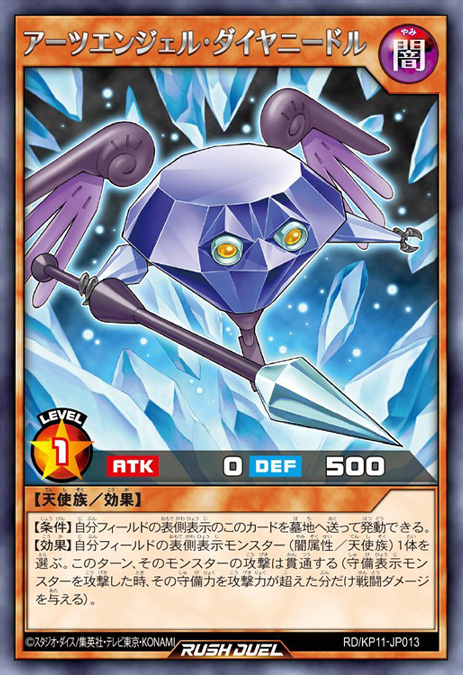 アーツエンジェル・ダイヤニードル
やみ
闇
LEVEL
1
ATK 0 DEF 500
【天使族／効果】
【条件】自分フィールドの表側表示のこのカードを墓地へ送って発動できる。
【効果】自分フィールドの表側表示モンスター（闇属性／天使族）1体を
選ぶ。このターン、そのモンスターの攻撃は貫通する（守備表示モン
スターを攻撃した時、その守備力を攻撃力が超えた分だけ戦闘ダメージ
を与える）。
©スタジオ・ダイス/集英社・テレビ東京・KONAMI
RUSH DUEL
RD/KP11-JP013